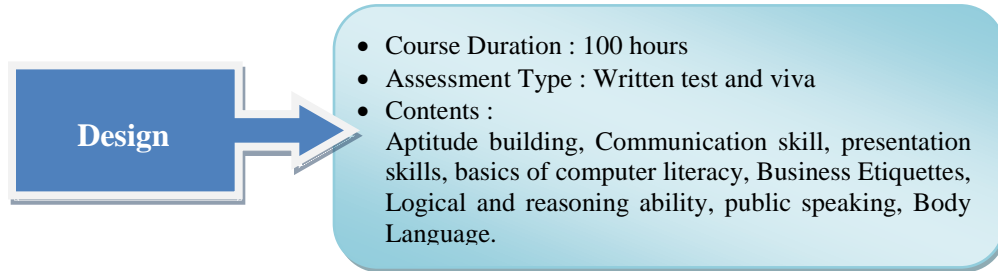 Design
• Course Duration : 100 hours
• Assessment Type : Written test and viva
• Contents :
Aptitude building, Communication skill, presentation
skills, basics of computer literacy, Business Etiquettes,
Logical and reasoning ability, public speaking, Body
Language.